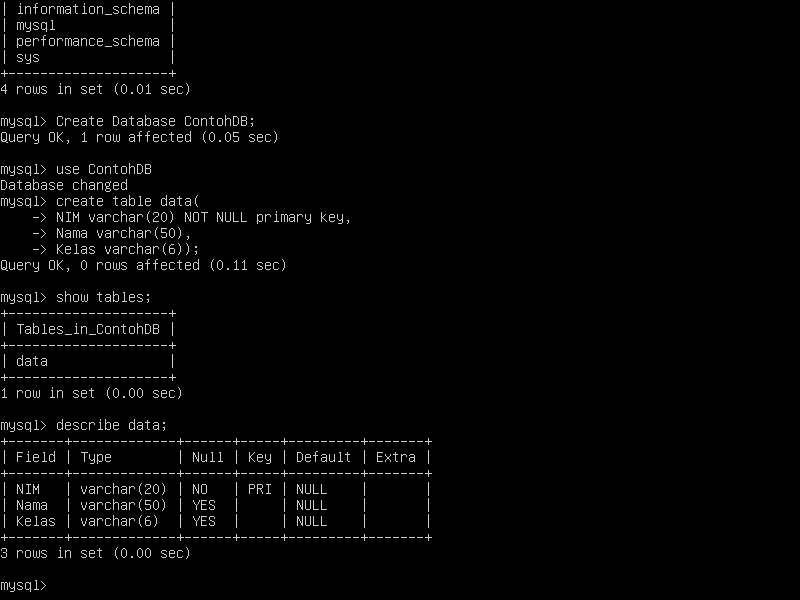 | information_schema |
| mysql              |
| performance_schema |
| sys                |
+--------------------+
4 rows in set (0.01 sec)

mysql> Create Database ContohDB;
Query OK, 1 row affected (0.05 sec)

mysql> use ContohDB
Database changed
mysql> create table data(
    -> NIM varchar(20) NOT NULL primary key,
    -> Nama varchar(50),
    -> Kelas varchar(6));
Query OK, 0 rows affected (0.11 sec)

mysql> show tables;
+--------------------+
| Tables_in_ContohDB |
+--------------------+
| data               |
+--------------------+
1 row in set (0.00 sec)

mysql> describe data;
+-------+-------------+------+-----+---------+-------+
| Field | Type        | Null | Key | Default | Extra |
+-------+-------------+------+-----+---------+-------+
| NIM   | varchar(20) | NO   | PRI | NULL    |       |
| Nama  | varchar(50) | YES  |     | NULL    |       |
| Kelas | varchar(6)  | YES  |     | NULL    |       |
+-------+-------------+------+-----+---------+-------+
3 rows in set (0.00 sec)

mysql>